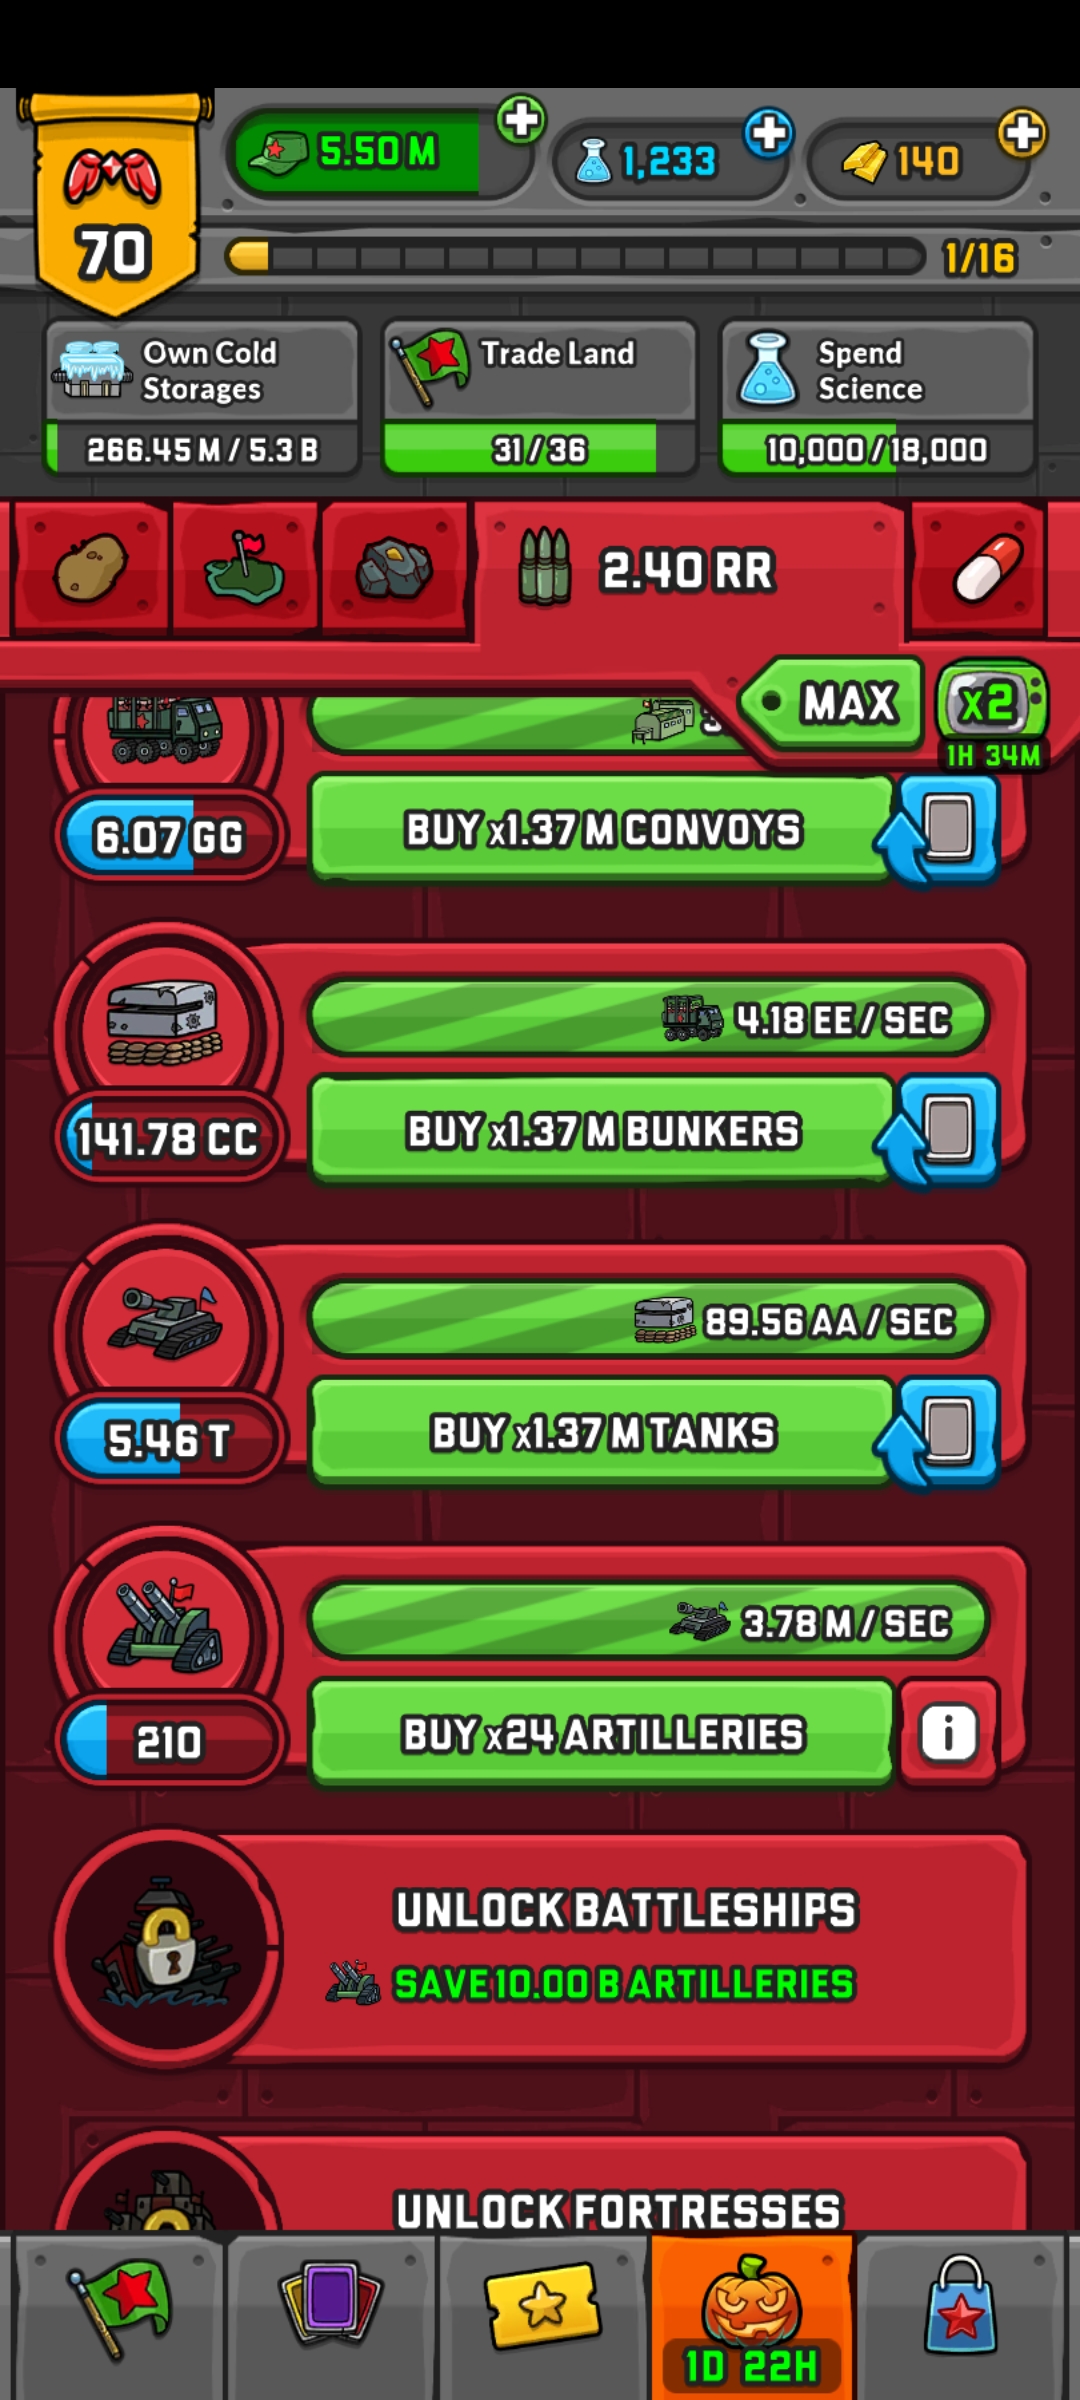 5.50 M
1,233
140
70
1/16
Own Cold
Storages
266.45 M / 5.3 B
Trade Land
31 / 36
Spend
Science
10,000/18,000
2.40 RR
MAX
x2
1H 34M
6.07 GG
BUY x1.37 M CONVOYS
4.18 EE / SEC
141.78 CC
BUY x1.37 M BUNKERS
89.56 AA / SEC
5.46 T
BUY x1.37 M TANKS
3.78 M / SEC
210
BUY x24 ARTILLERIES
i
UNLOCK BATTLESHIPS
SAVE 10.00 B ARTILLERIES
UNLOCK FORTRESSES
1D 22H